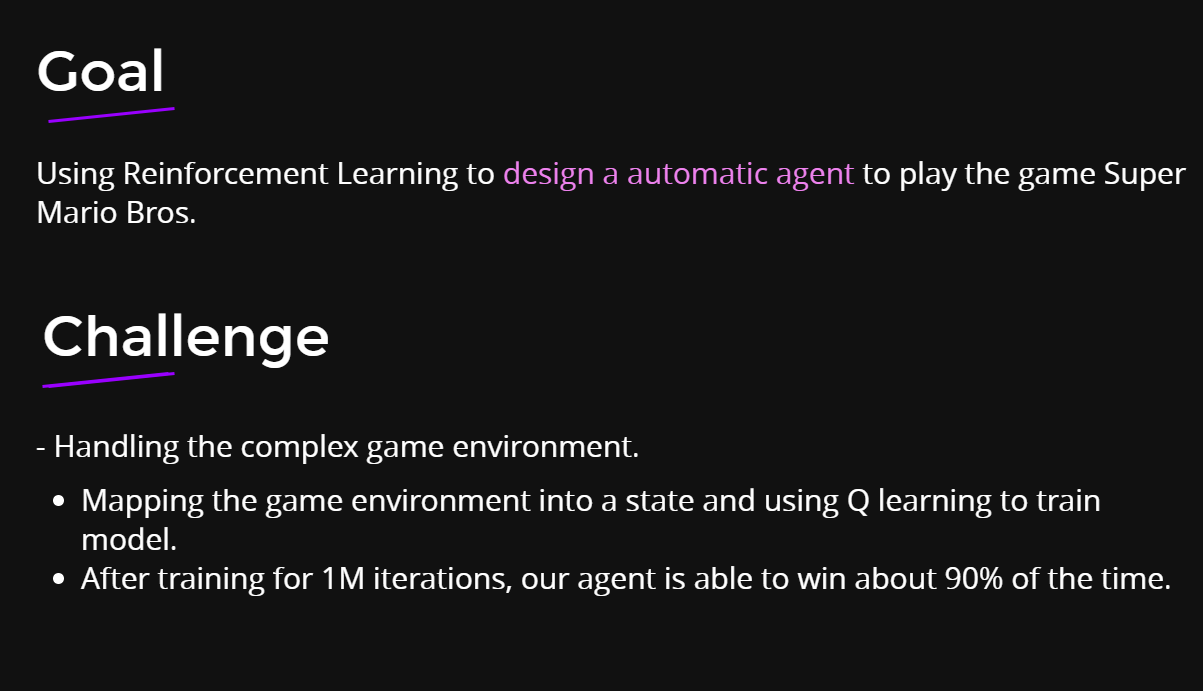 Goal
Using Reinforcement Learning to design a automatic agent to play the game Super
Mario Bros.
Challenge
- Handling the complex game environment.
• Mapping the game environment into a state and using Q learning to train
model.
• After training for 1M iterations, our agent is able to win about 90% of the time.